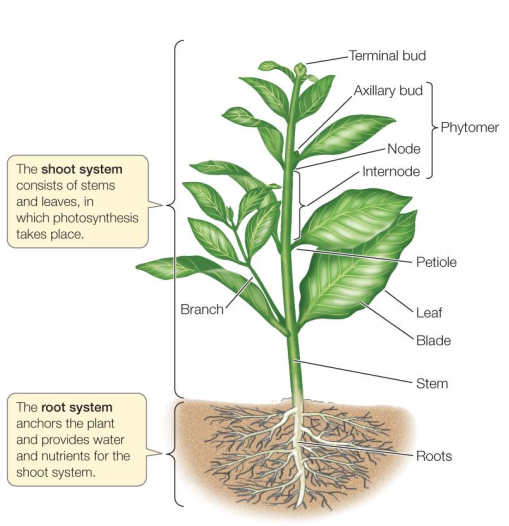 Terminal bud
Axillary bud
Phytomer
Node
Internode
The shoot system
consists of stems
and leaves, in
which photosynthesis
takes place.
Petiole
Branch
Leaf
Blade
Stem
The root system
anchors the plant
and provides water
and nutrients for the
shoot system.
Roots